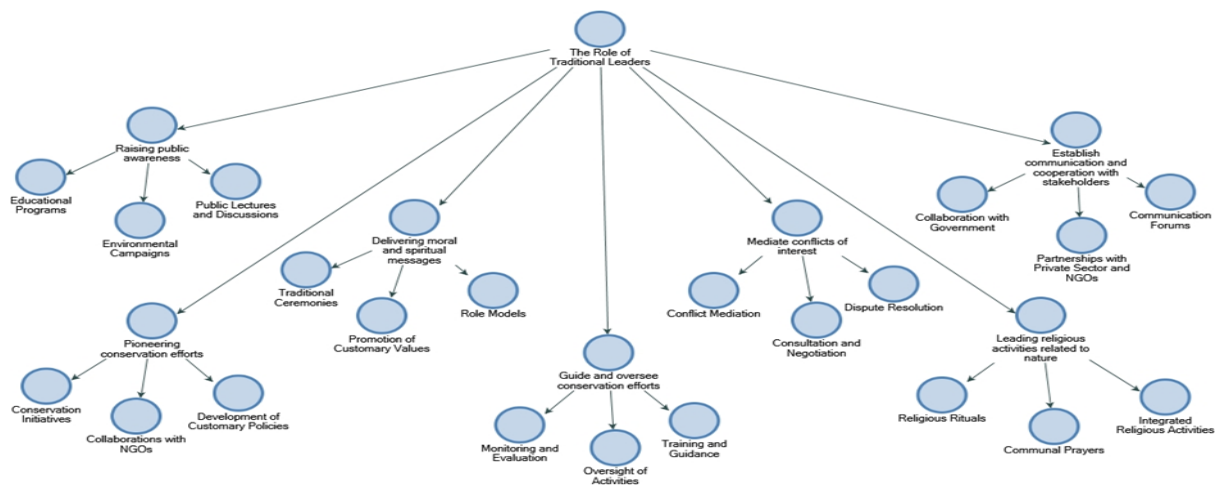 The Role of
Traditional Leaders
Raising public
awareness
Educational
Programs
Environmental
Campaigns
Public Lectures
and Discussions
Pioneering
conservation efforts
Conservation
Initiatives
Collaborations with
NGOs
Development of
Customary Policies
Delivering moral
and spiritual
messages
Traditional
Ceremonies
Promotion of
Customary Values
Role Models
Guide and oversee
conservation efforts
Monitoring and
Evaluation
Oversight of
Activities
Training and
Guidance
Mediate conflicts of
interest
Conflict Mediation
Consultation and
Negotiation
Dispute Resolution
Leading religious
activities related to
nature
Religious Rituals
Communal Prayers
Integrated
Religious Activities
Establish
communication and
cooperation with
stakeholders
Collaboration with
Government
Partnerships with
Private Sector and
NGOs
Communication
Forums